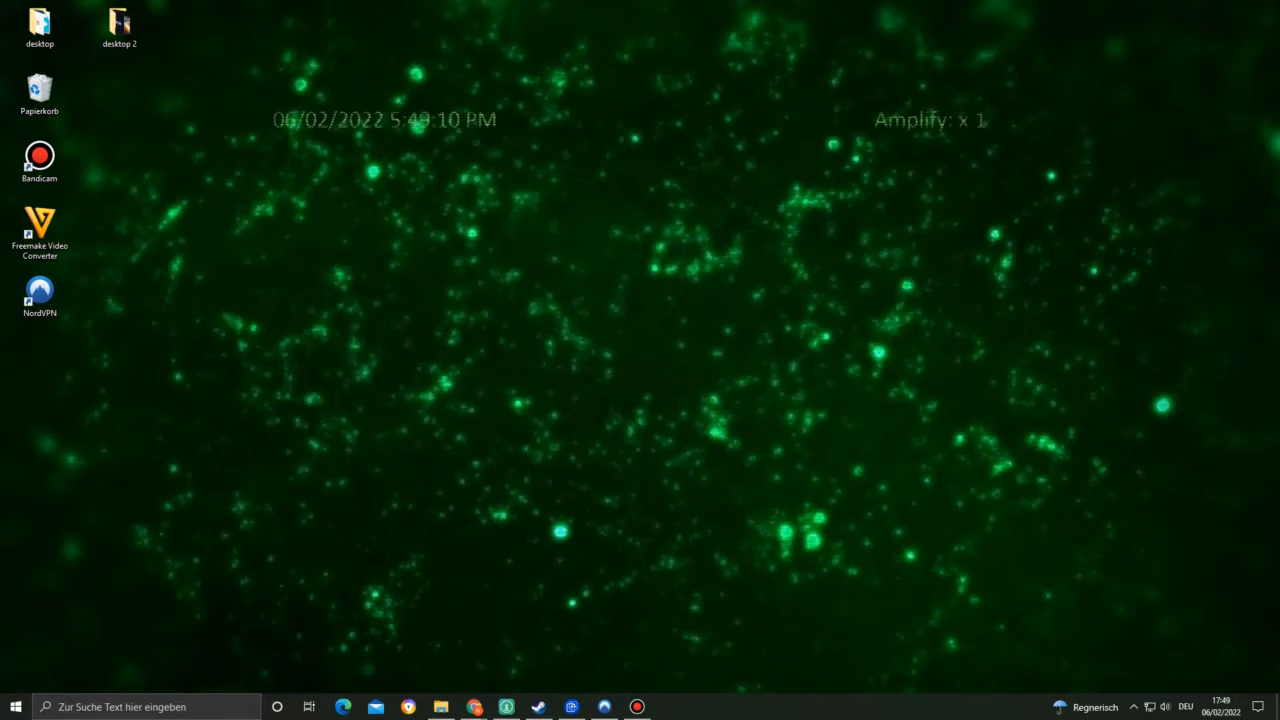 desktop
desktop 2
Papierkorb
Bandicam
Freemake Video
Converter
NordVPN
06/02/2022 5:49:10 PM
Amplify: x 1
Zur Suche Text hier eingeben
Regnerisch
DEU
17:49
06/02/2022